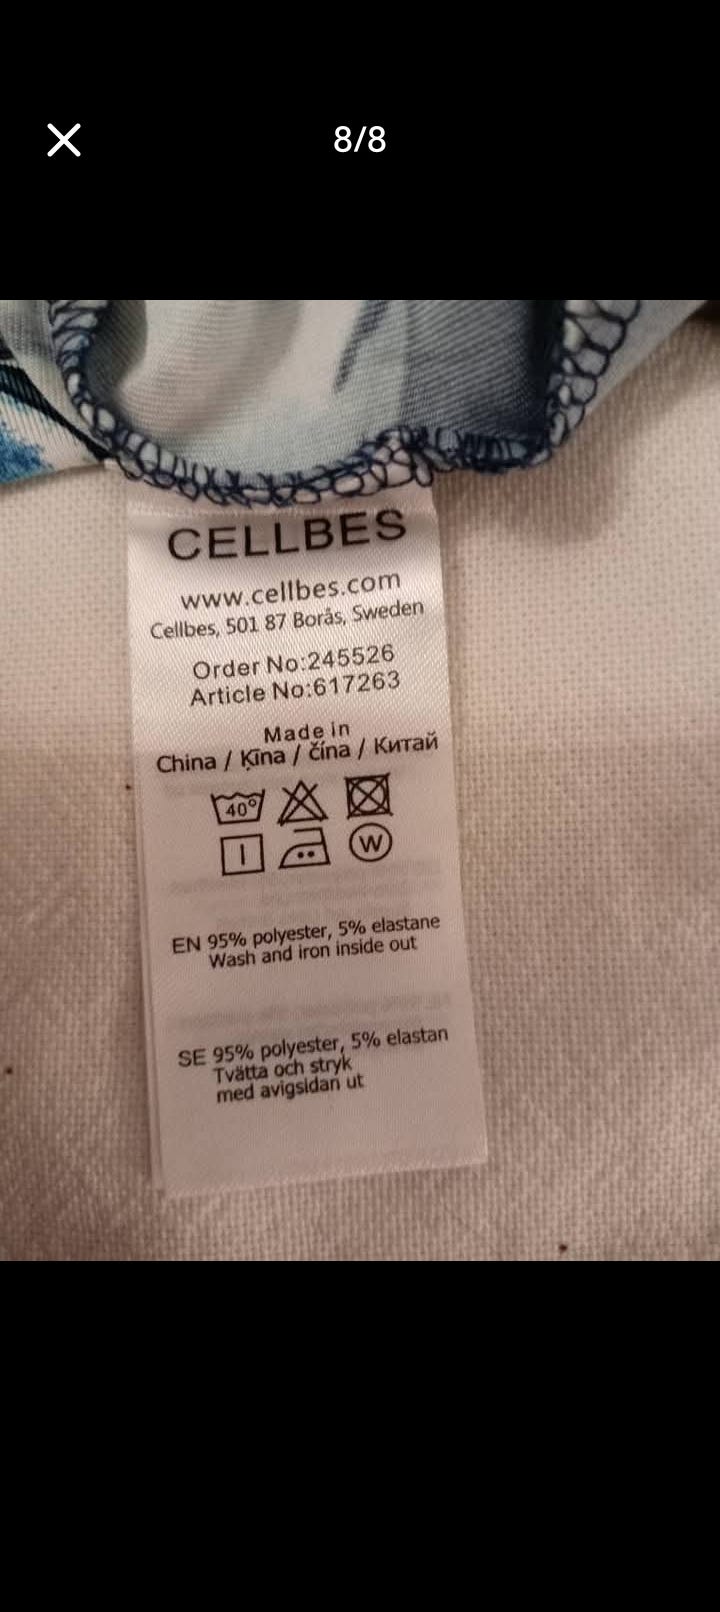 8/8
CELLBES
www.cellbes.com
Cellbes, 501 87 Borås, Sweden
Order No:245526
Article No:617263
Made in
China / Ķīna / čína / Китай
40°
W
EN 95% polyester, 5% elastane
Wash and iron inside out
SE 95% polyester, 5% elastan
Tvätta och stryk
med avigsidan ut